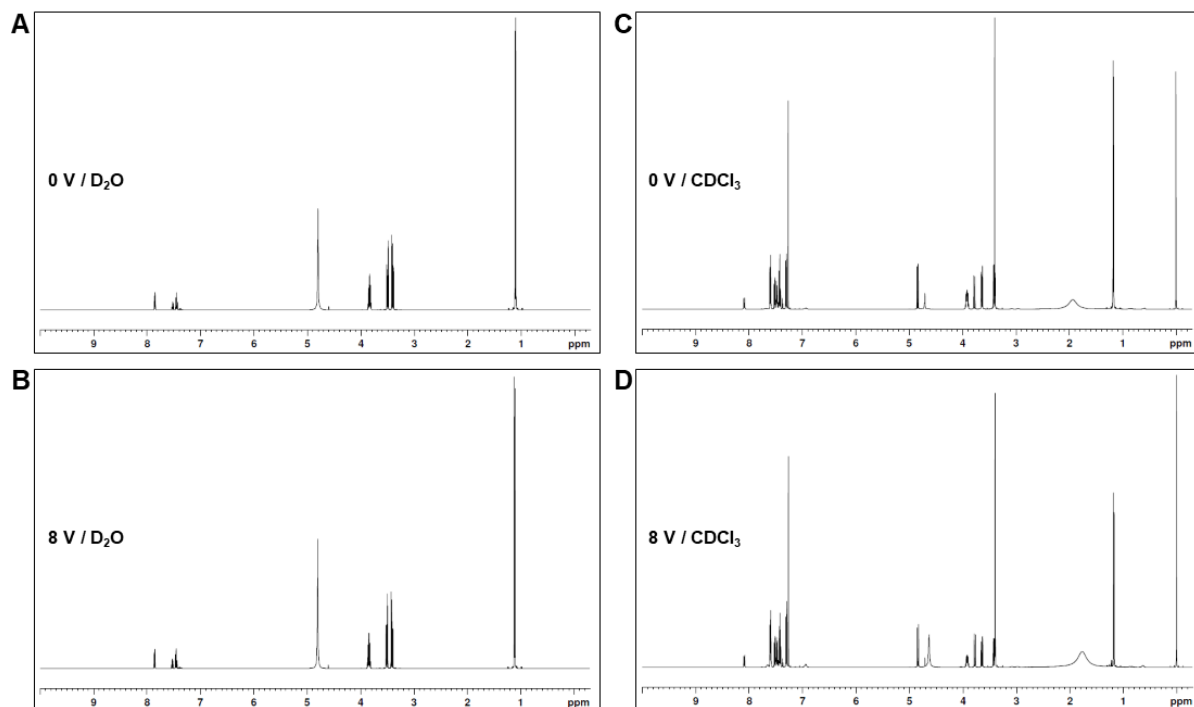 A
0 V / D₂O
9 8 7 6 5 4 3 2 1 ppm
B
8 V / D₂O
9 8 7 6 5 4 3 2 1 ppm
C
0 V / CDCl₃
9 8 7 6 5 4 3 2 1 ppm
D
8 V / CDCl₃
9 8 7 6 5 4 3 2 1 ppm